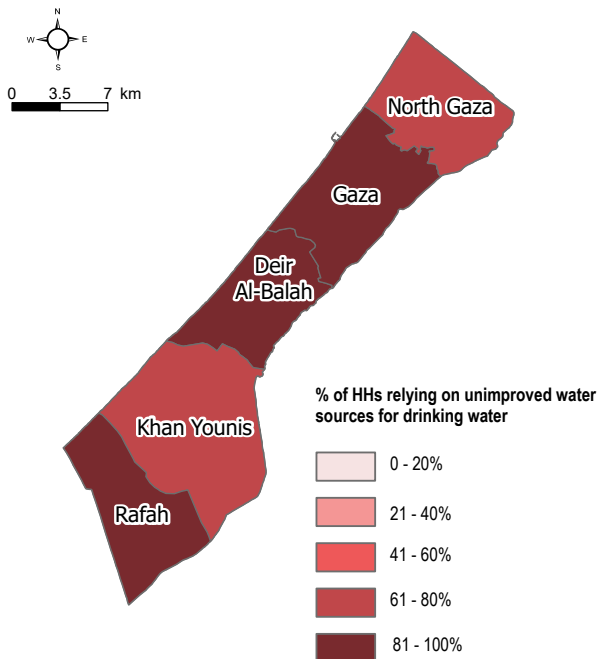 N
W E
S
0 3.5 7 km
North Gaza
Gaza
Deir
Al-Balah
Khan Younis
Rafah
% of HHs relying on unimproved water
sources for drinking water
0 - 20%
21 - 40%
41 - 60%
61 - 80%
81 - 100%